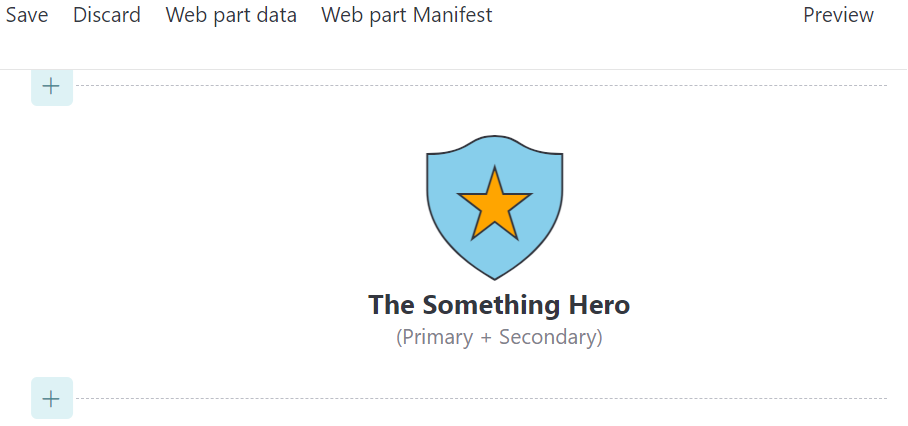 Save Discard Web part data Web part Manifest Preview
The Something Hero
(Primary + Secondary)